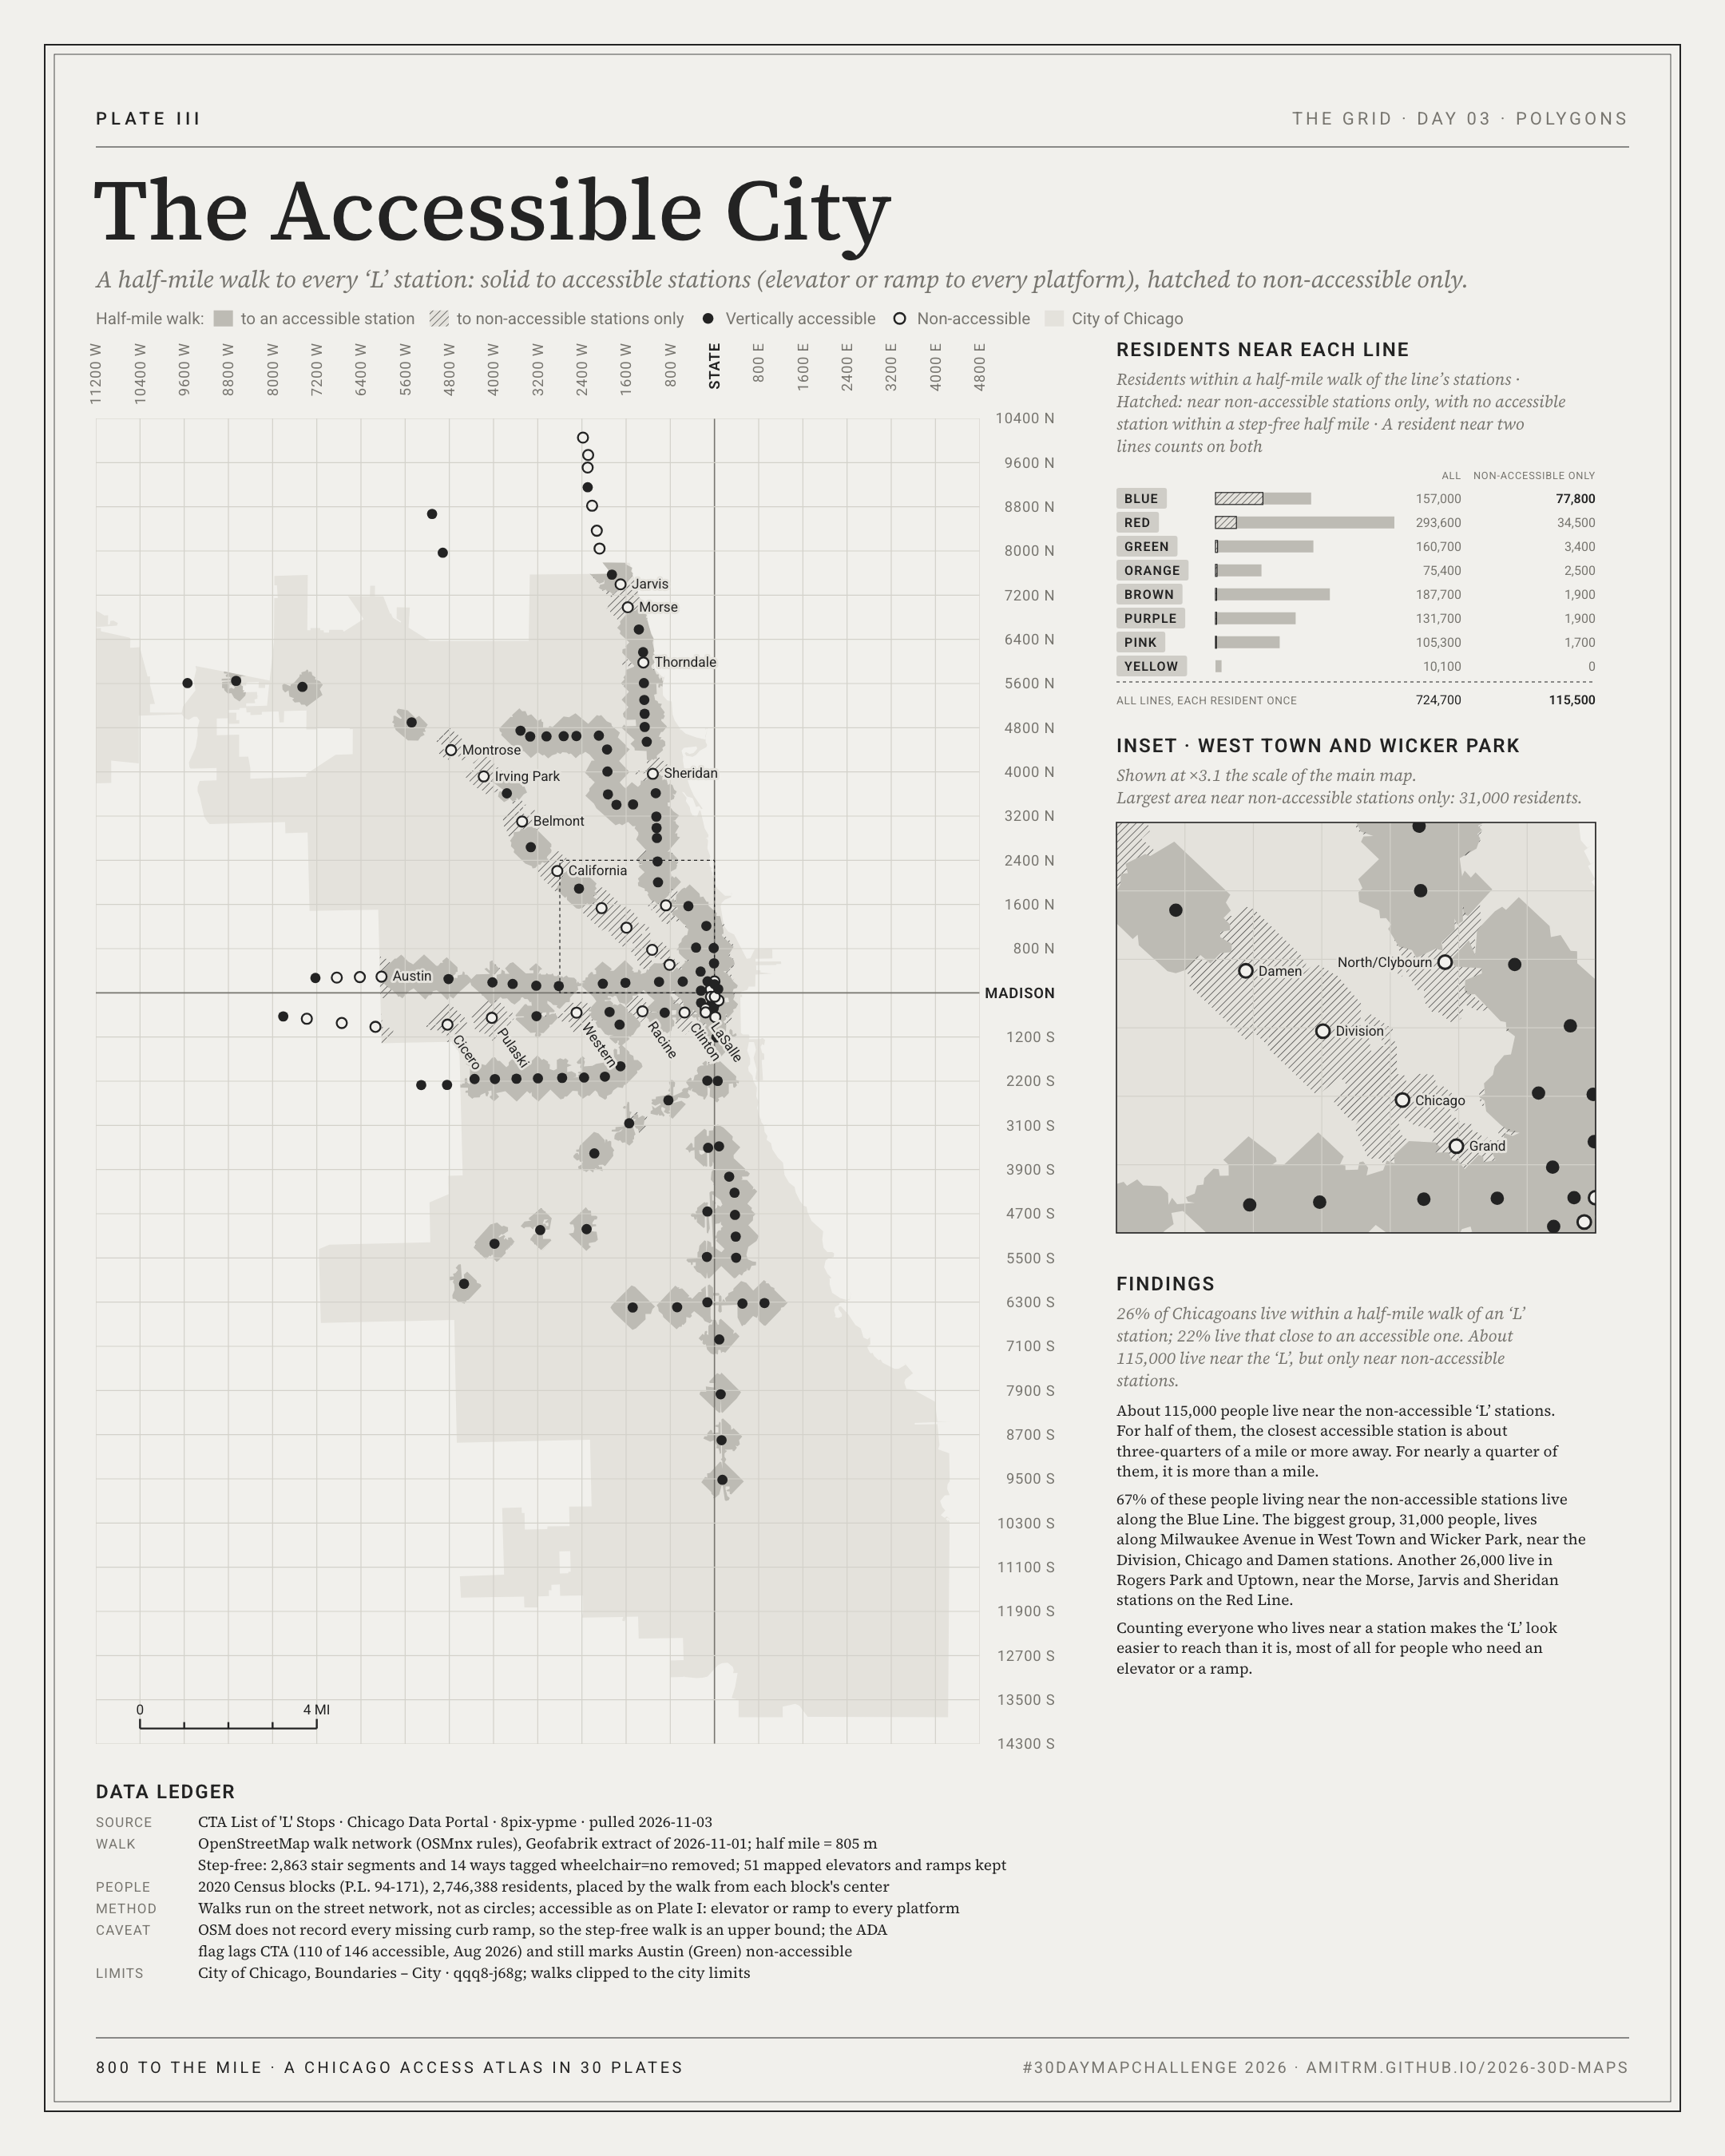 PLATE III
THE GRID · DAY 03 · POLYGONS
The Accessible City
A half-mile walk to every ‘L’ station: solid to accessible stations (elevator or ramp to every platform), hatched to non-accessible only.
Half-mile walk: to an accessible station to non-accessible stations only Vertically accessible Non-accessible City of Chicago
11200 W
10400 W
9600 W
8800 W
8000 W
7200 W
6400 W
5600 W
4800 W
4000 W
3200 W
2400 W
1600 W
800 W
STATE
800 E
1600 E
2400 E
3200 E
4000 E
4800 E
10400 N
9600 N
8800 N
8000 N
7200 N
6400 N
5600 N
4800 N
4000 N
3200 N
2400 N
1600 N
800 N
MADISON
1200 S
2200 S
3100 S
3900 S
4700 S
5500 S
6300 S
7100 S
7900 S
8700 S
9500 S
10300 S
11100 S
11900 S
12700 S
13500 S
14300 S
Jarvis
Morse
Thorndale
Montrose
Irving Park
Sheridan
Belmont
California
Austin
Cicero
Pulaski
Western
Racine
Clinton
LaSalle
0 4 MI
RESIDENTS NEAR EACH LINE
Residents within a half-mile walk of the line’s stations ·
Hatched: near non-accessible stations only, with no accessible
station within a step-free half mile · A resident near two
lines counts on both
ALL NON-ACCESSIBLE ONLY
BLUE 157,000 77,800
RED 293,600 34,500
GREEN 160,700 3,400
ORANGE 75,400 2,500
BROWN 187,700 1,900
PURPLE 131,700 1,900
PINK 105,300 1,700
YELLOW 10,100 0
ALL LINES, EACH RESIDENT ONCE 724,700 115,500
INSET · WEST TOWN AND WICKER PARK
Shown at ×3.1 the scale of the main map.
Largest area near non-accessible stations only: 31,000 residents.
Damen
North/Clybourn
Division
Chicago
Grand
FINDINGS
26% of Chicagoans live within a half-mile walk of an ‘L’
station; 22% live that close to an accessible one. About
115,000 live near the ‘L’, but only near non-accessible
stations.
About 115,000 people live near the non-accessible ‘L’ stations.
For half of them, the closest accessible station is about
three-quarters of a mile or more away. For nearly a quarter of
them, it is more than a mile.
67% of these people living near the non-accessible stations live
along the Blue Line. The biggest group, 31,000 people, lives
along Milwaukee Avenue in West Town and Wicker Park, near the
Division, Chicago and Damen stations. Another 26,000 live in
Rogers Park and Uptown, near the Morse, Jarvis and Sheridan
stations on the Red Line.
Counting everyone who lives near a station makes the ‘L’ look
easier to reach than it is, most of all for people who need an
elevator or a ramp.
DATA LEDGER
SOURCE CTA List of 'L' Stops · Chicago Data Portal · 8pix-ypme · pulled 2026-11-03
WALK OpenStreetMap walk network (OSMnx rules), Geofabrik extract of 2026-11-01; half mile = 805 m
Step-free: 2,863 stair segments and 14 ways tagged wheelchair=no removed; 51 mapped elevators and ramps kept
PEOPLE 2020 Census blocks (P.L. 94-171), 2,746,388 residents, placed by the walk from each block's center
METHOD Walks run on the street network, not as circles; accessible as on Plate I: elevator or ramp to every platform
CAVEAT OSM does not record every missing curb ramp, so the step-free walk is an upper bound; the ADA
flag lags CTA (110 of 146 accessible, Aug 2026) and still marks Austin (Green) non-accessible
LIMITS City of Chicago, Boundaries – City · qqq8-j68g; walks clipped to the city limits
800 TO THE MILE · A CHICAGO ACCESS ATLAS IN 30 PLATES
#30DAYMAPCHALLENGE 2026 · AMITRM.GITHUB.IO/2026-30D-MAPS